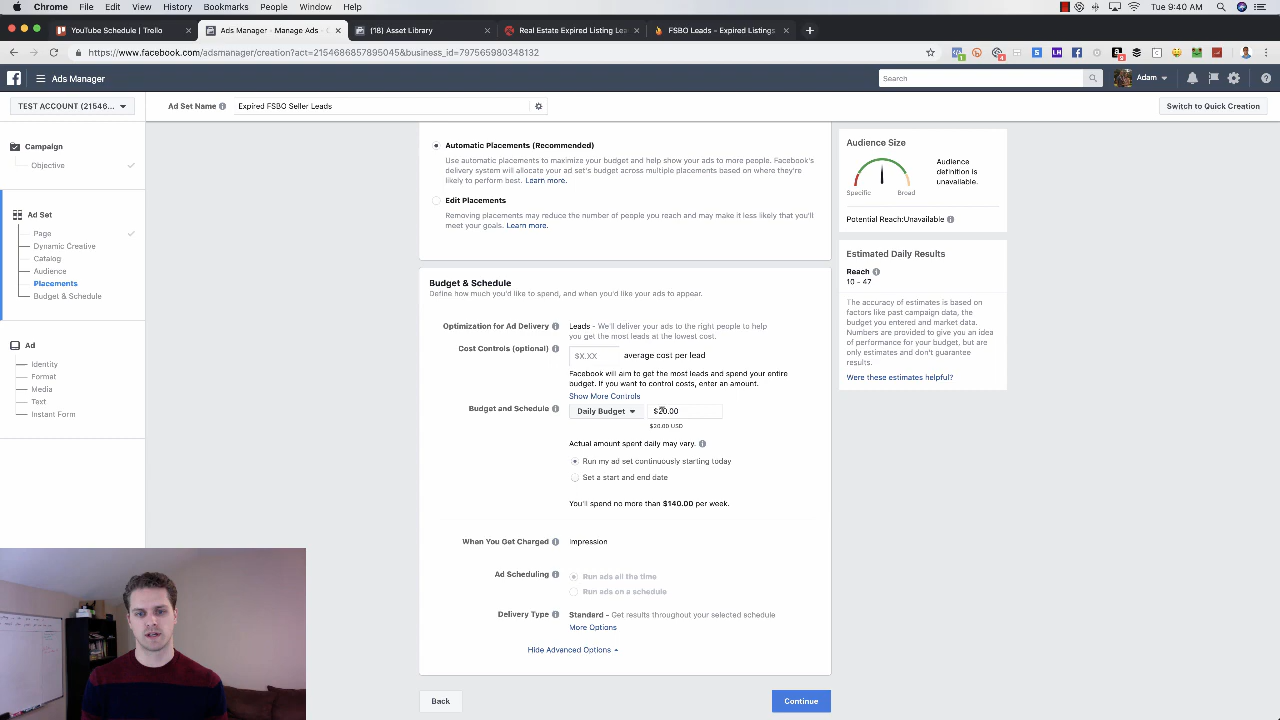 Chrome File Edit View History Bookmarks People Window Help
Tue 9:40 AM
YouTube Schedule | Trello
Ads Manager - Manage Ads - C
(18) Asset Library
Real Estate Expired Listing Lea
FSBO Leads - Expired Listings
https://www.facebook.com/adsmanager/creation?act=2154686857895045&business_id=797565980348132
Ads Manager
Search
Adam
TEST ACCOUNT (21546...
Ad Set Name
Expired FSBO Seller Leads
Switch to Quick Creation
Campaign
Objective
Ad Set
Page
Dynamic Creative
Catalog
Audience
Placements
Budget & Schedule
Ad
Identity
Format
Media
Text
Instant Form
Automatic Placements (Recommended)
Use automatic placements to maximize your budget and help show your ads to more people. Facebook's
delivery system will allocate your ad set's budget across multiple placements based on where they're
likely to perform best. Learn more.
Edit Placements
Removing placements may reduce the number of people you reach and may make it less likely that you'll
meet your goals. Learn more.
Budget & Schedule
Define how much you'd like to spend, and when you'd like your ads to appear.
Optimization for Ad Delivery
Leads - We'll deliver your ads to the right people to help
you get the most leads at the lowest cost.
Cost Controls (optional)
$X.XX average cost per lead
Facebook will aim to get the most leads and spend your entire
budget. If you want to control costs, enter an amount.
Show More Controls
Budget and Schedule
Daily Budget
$20.00
$20.00 USD
Actual amount spent daily may vary.
Run my ad set continuously starting today
Set a start and end date
You'll spend no more than $140.00 per week.
When You Get Charged
Impression
Ad Scheduling
Run ads all the time
Run ads on a schedule
Delivery Type
Standard - Get results throughout your selected schedule
More Options
Hide Advanced Options
Back
Continue
Audience Size
Specific
Broad
Audience
definition is
unavailable.
Potential Reach:Unavailable
Estimated Daily Results
Reach
10 - 47
The accuracy of estimates is based on
factors like past campaign data, the
budget you entered and market data.
Numbers are provided to give you an idea
of performance for your budget, but are
only estimates and don't guarantee
results.
Were these estimates helpful?